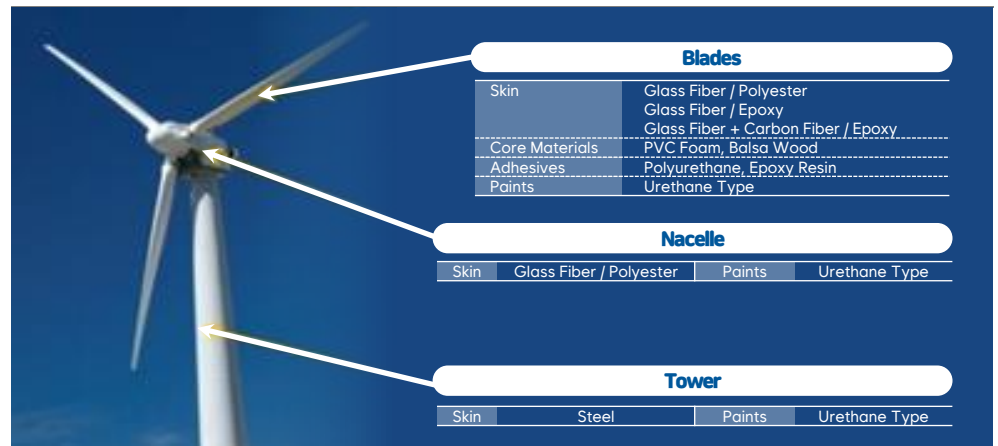 Blades
Skin Glass Fiber / Polyester
Glass Fiber / Epoxy
Glass Fiber + Carbon Fiber / Epoxy
Core Materials PVC Foam, Balsa Wood
Adhesives Polyurethane, Epoxy Resin
Paints Urethane Type
Nacelle
Skin Glass Fiber / Polyester Paints Urethane Type
Tower
Skin Steel Paints Urethane Type